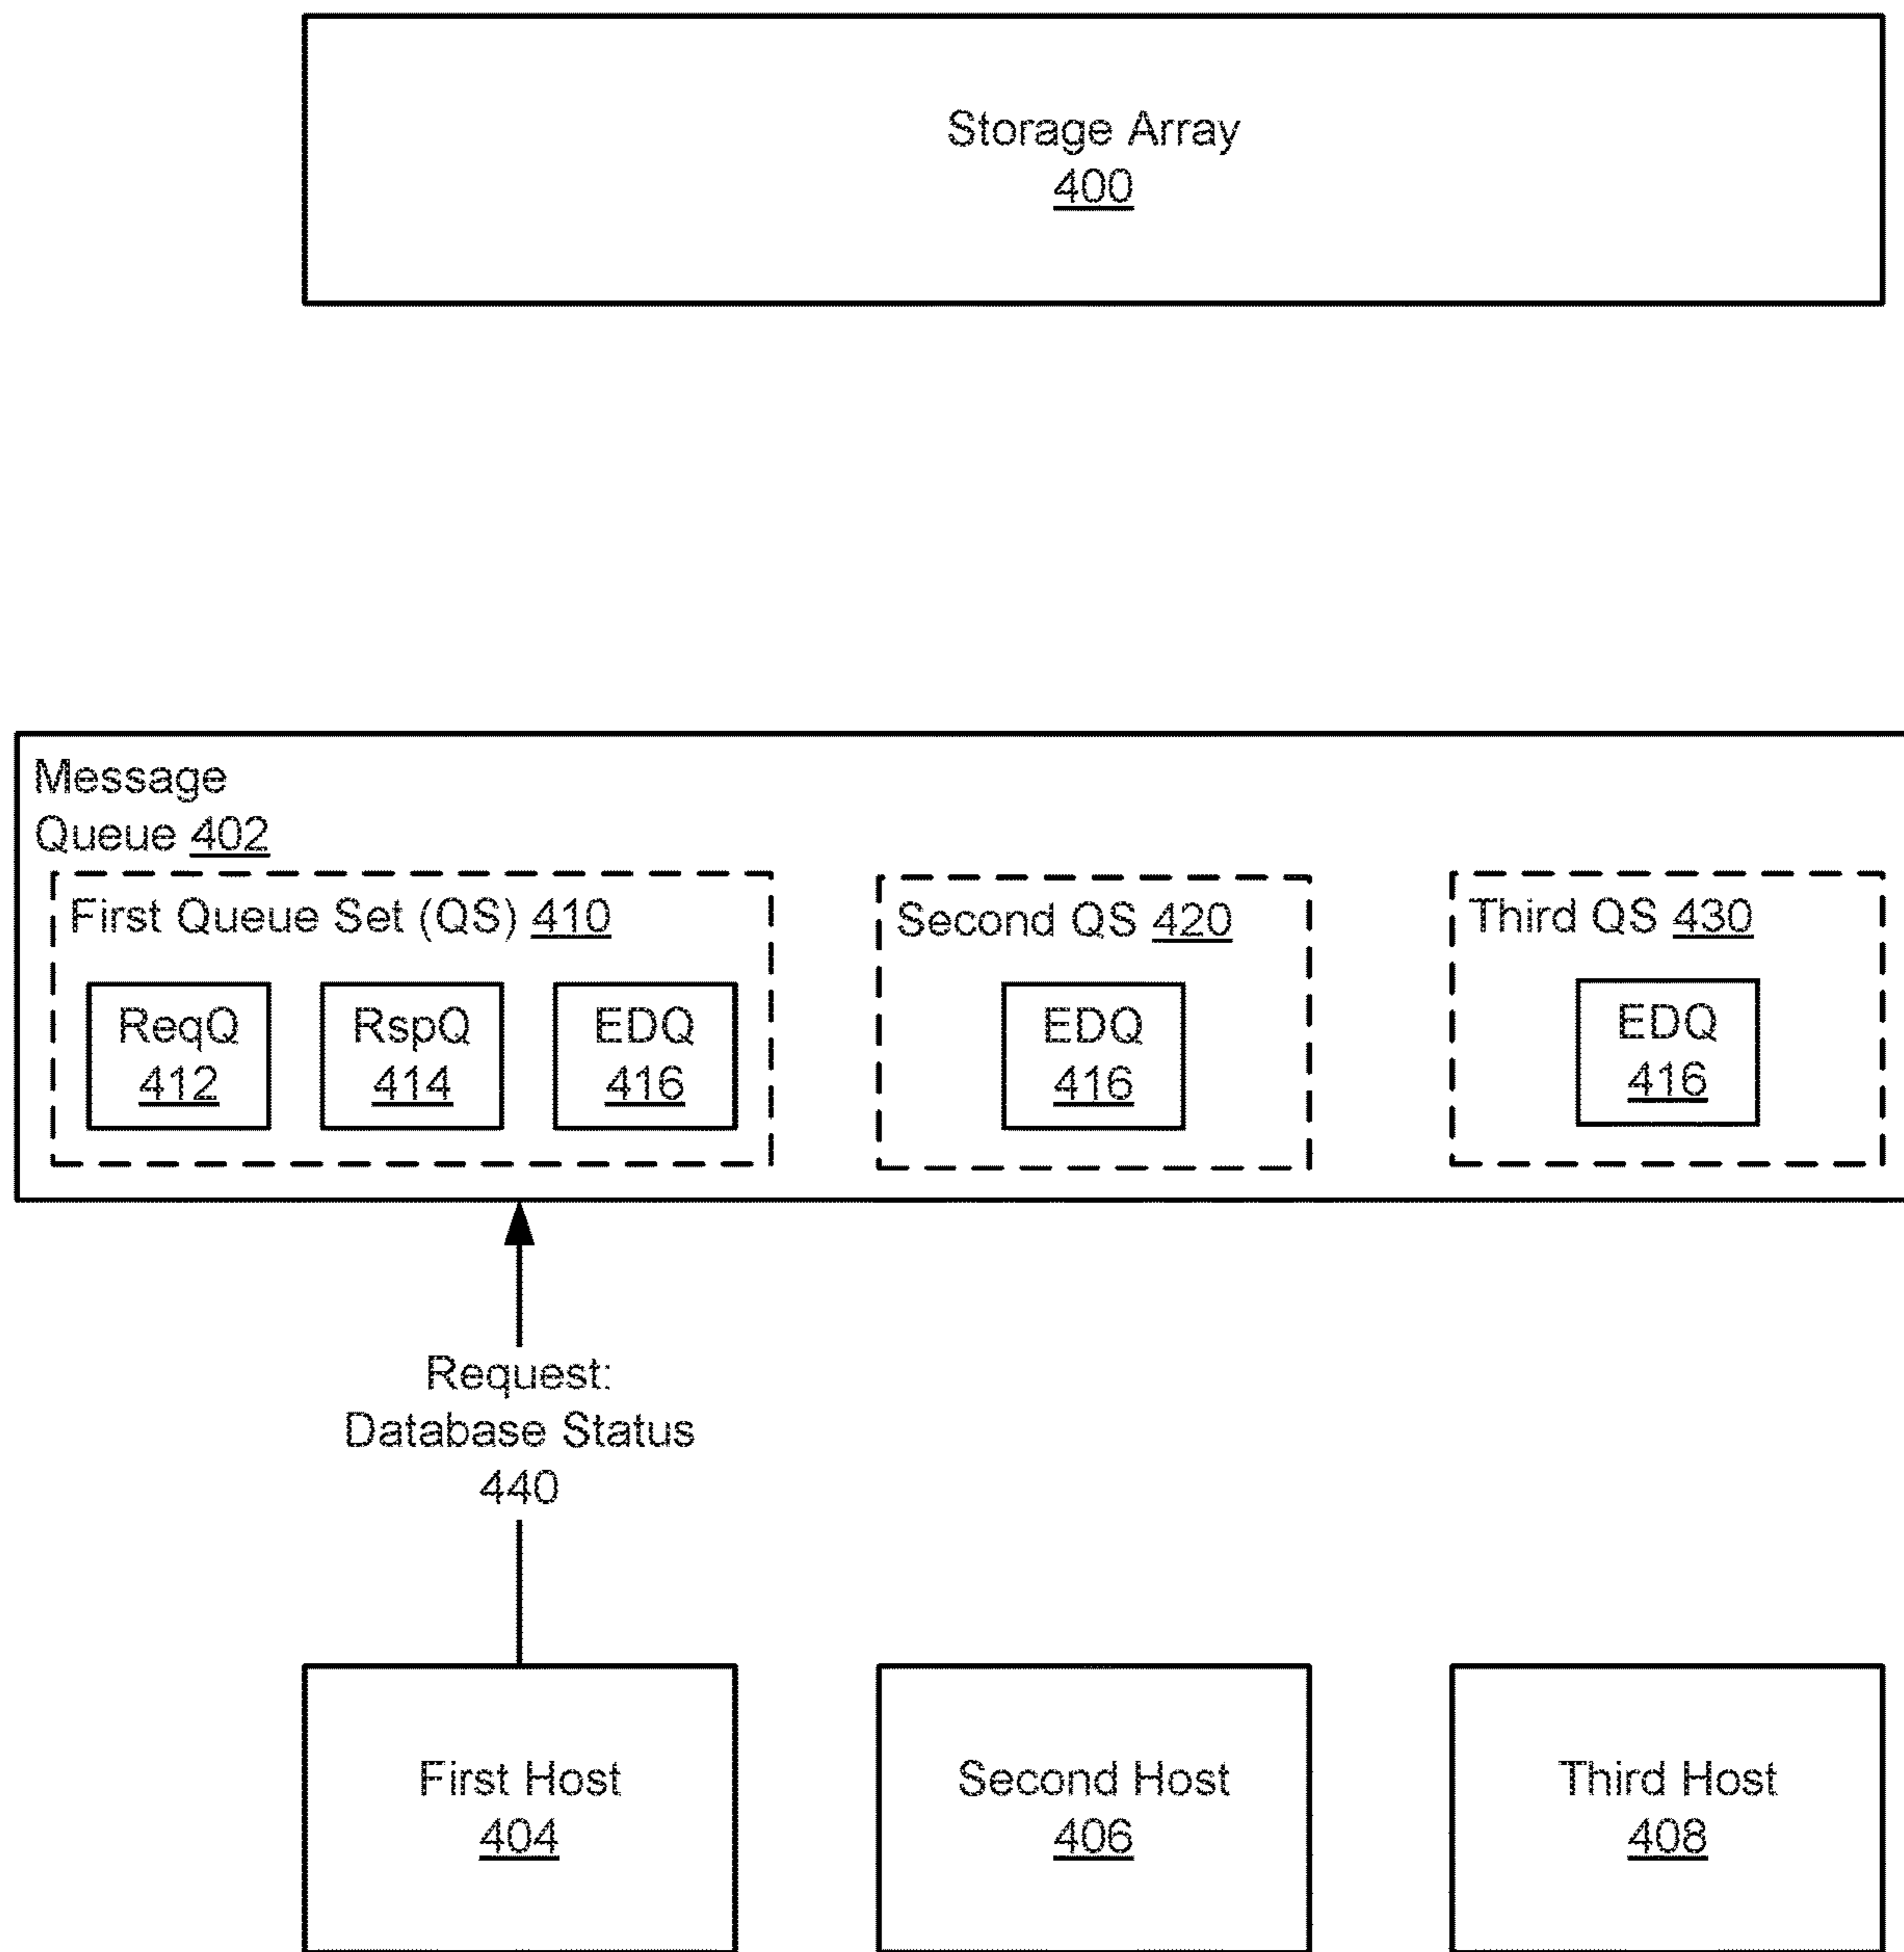 Storage Array
400
Message
Queue 402
First Queue Set (QS) 410
Second QS 420
Third QS 430
ReqQ
412
RspQ
414
EDQ
416
EDQ
416
EDQ
416
Request:
Database Status
440
First Host
404
Second Host
406
Third Host
408